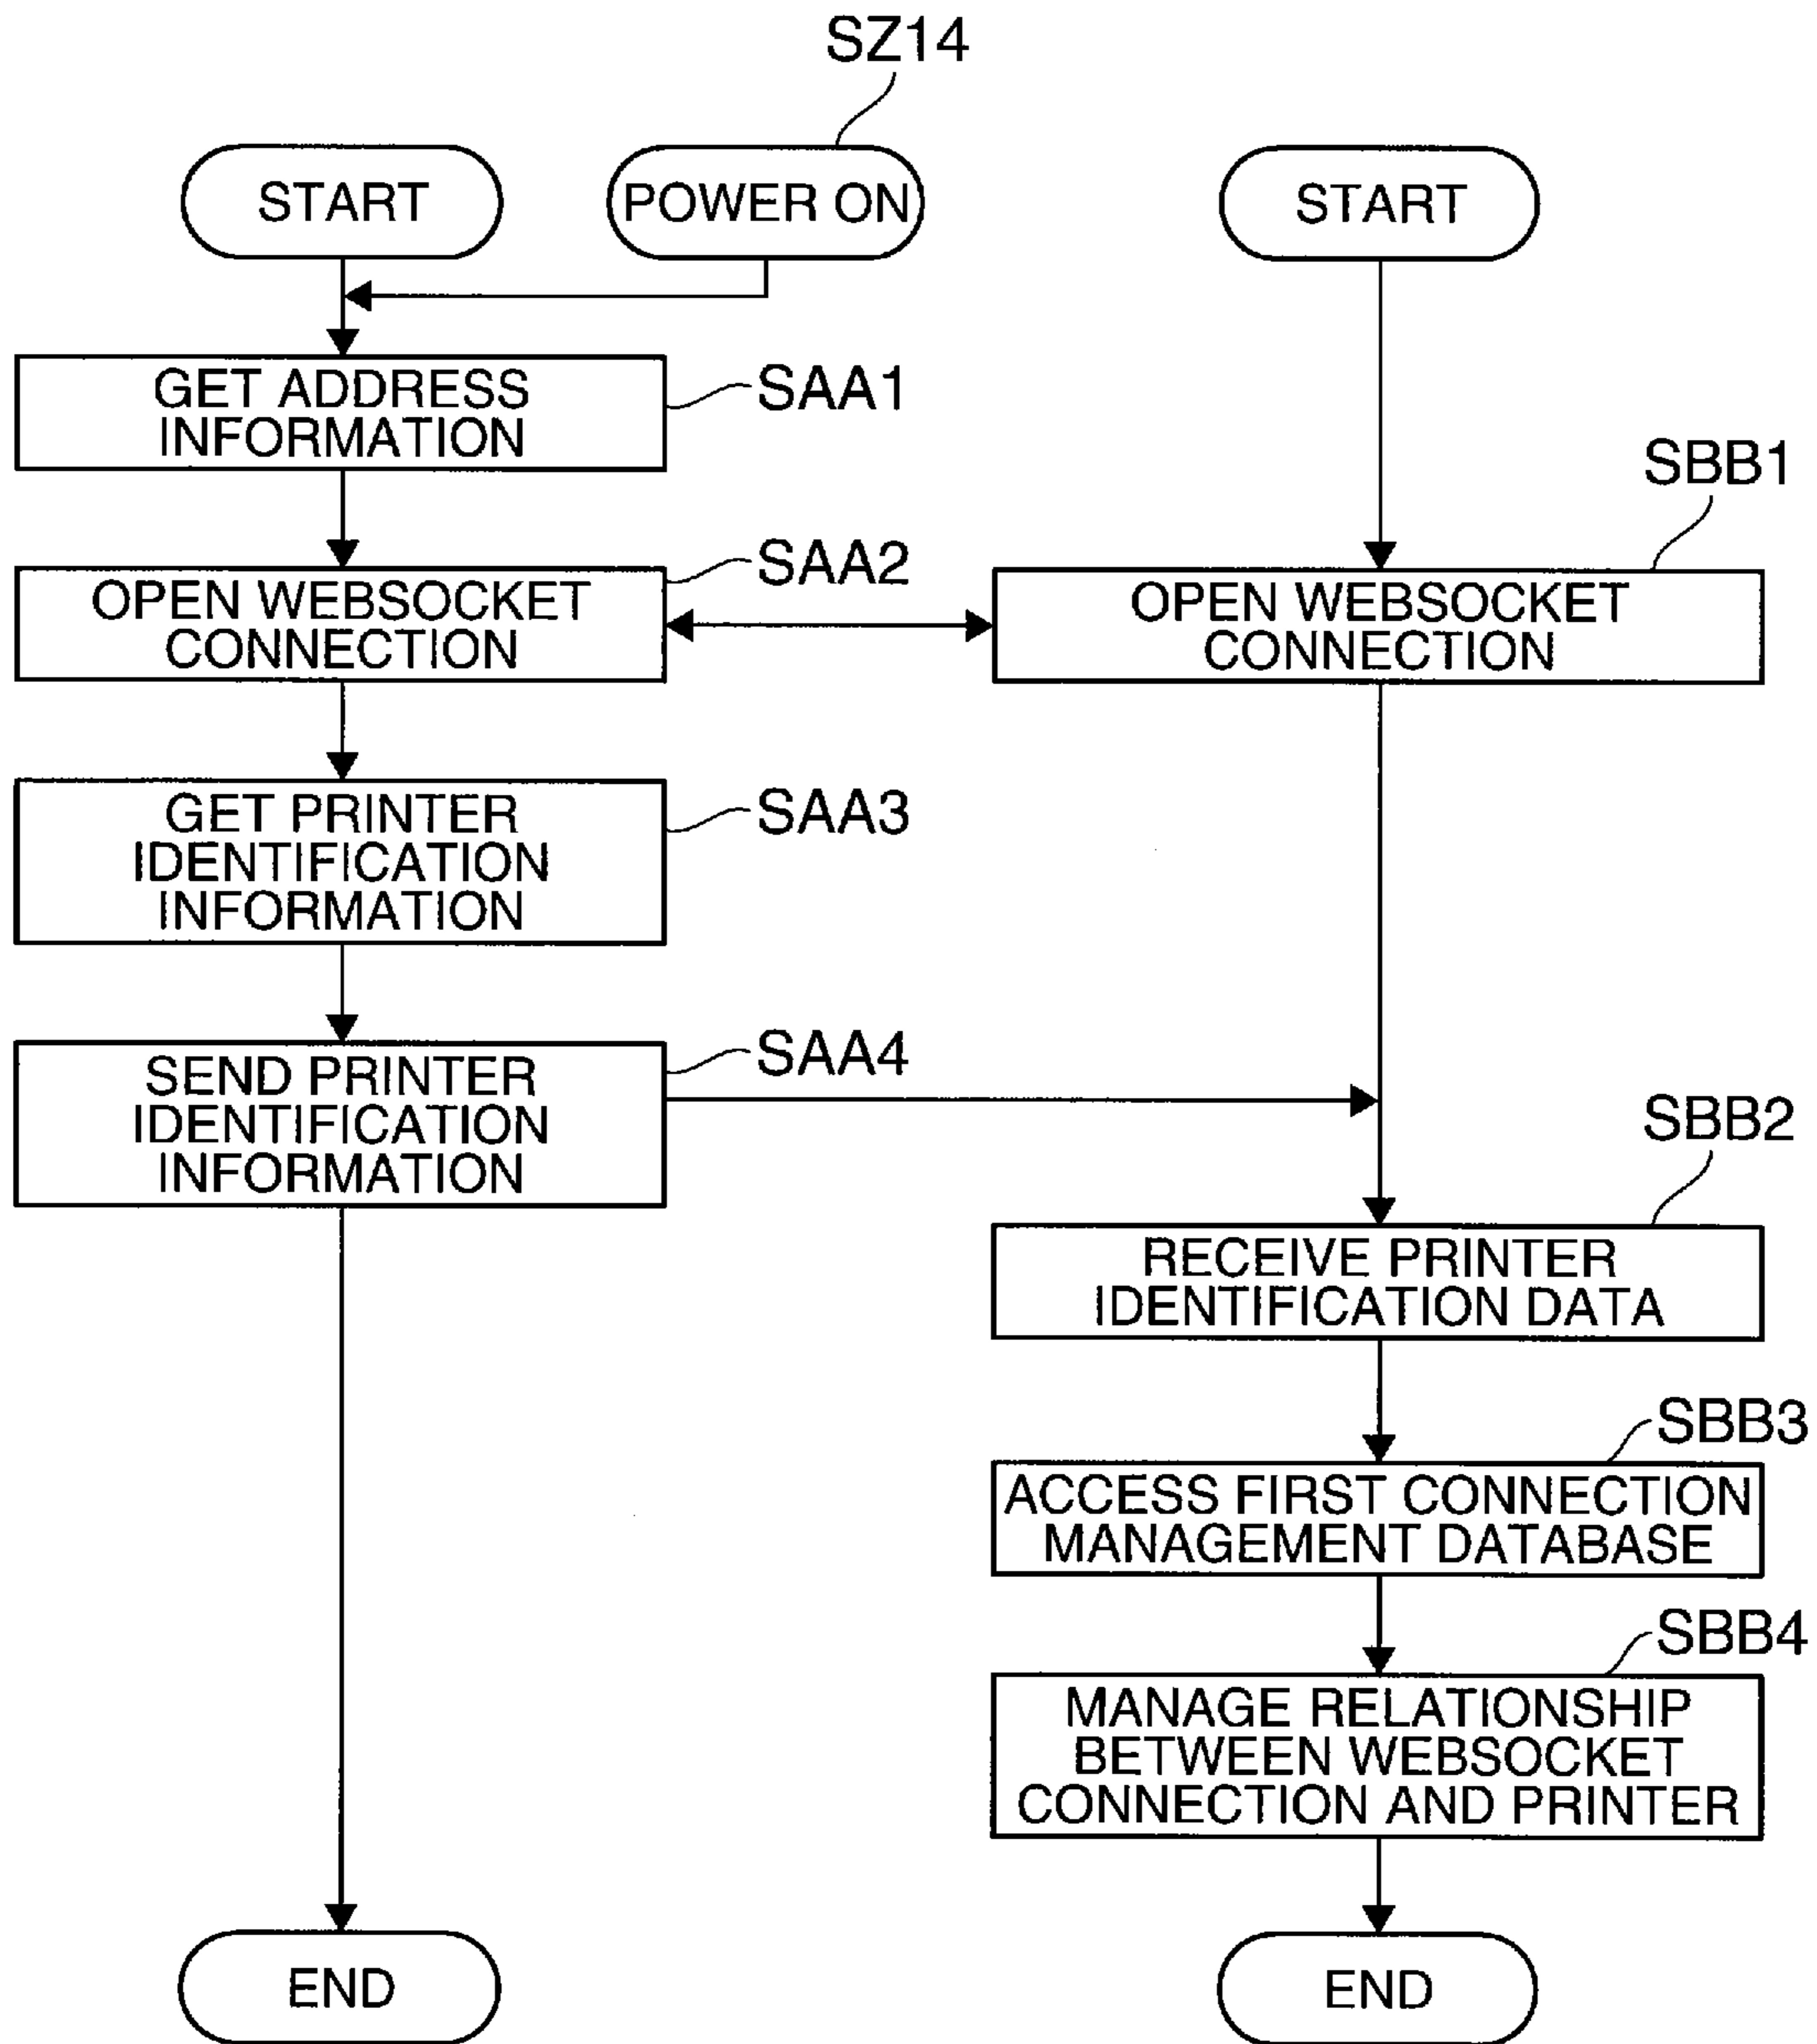 SZ14
START
POWER ON
START
GET ADDRESS
INFORMATION
SAA1
SBB1
OPEN WEBSOCKET
CONNECTION
SAA2
OPEN WEBSOCKET
CONNECTION
GET PRINTER
IDENTIFICATION
INFORMATION
SAA3
SEND PRINTER
IDENTIFICATION
INFORMATION
SAA4
SBB2
RECEIVE PRINTER
IDENTIFICATION DATA
SBB3
ACCESS FIRST CONNECTION
MANAGEMENT DATABASE
SBB4
MANAGE RELATIONSHIP
BETWEEN WEBSOCKET
CONNECTION AND PRINTER
END
END